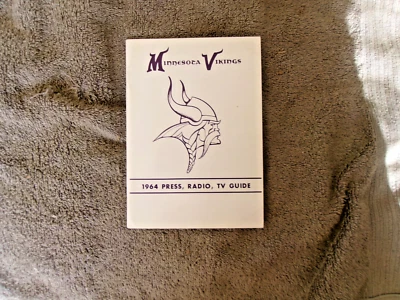 Minnesota Vikings
1964 PRESS, RADIO, TV GUIDE